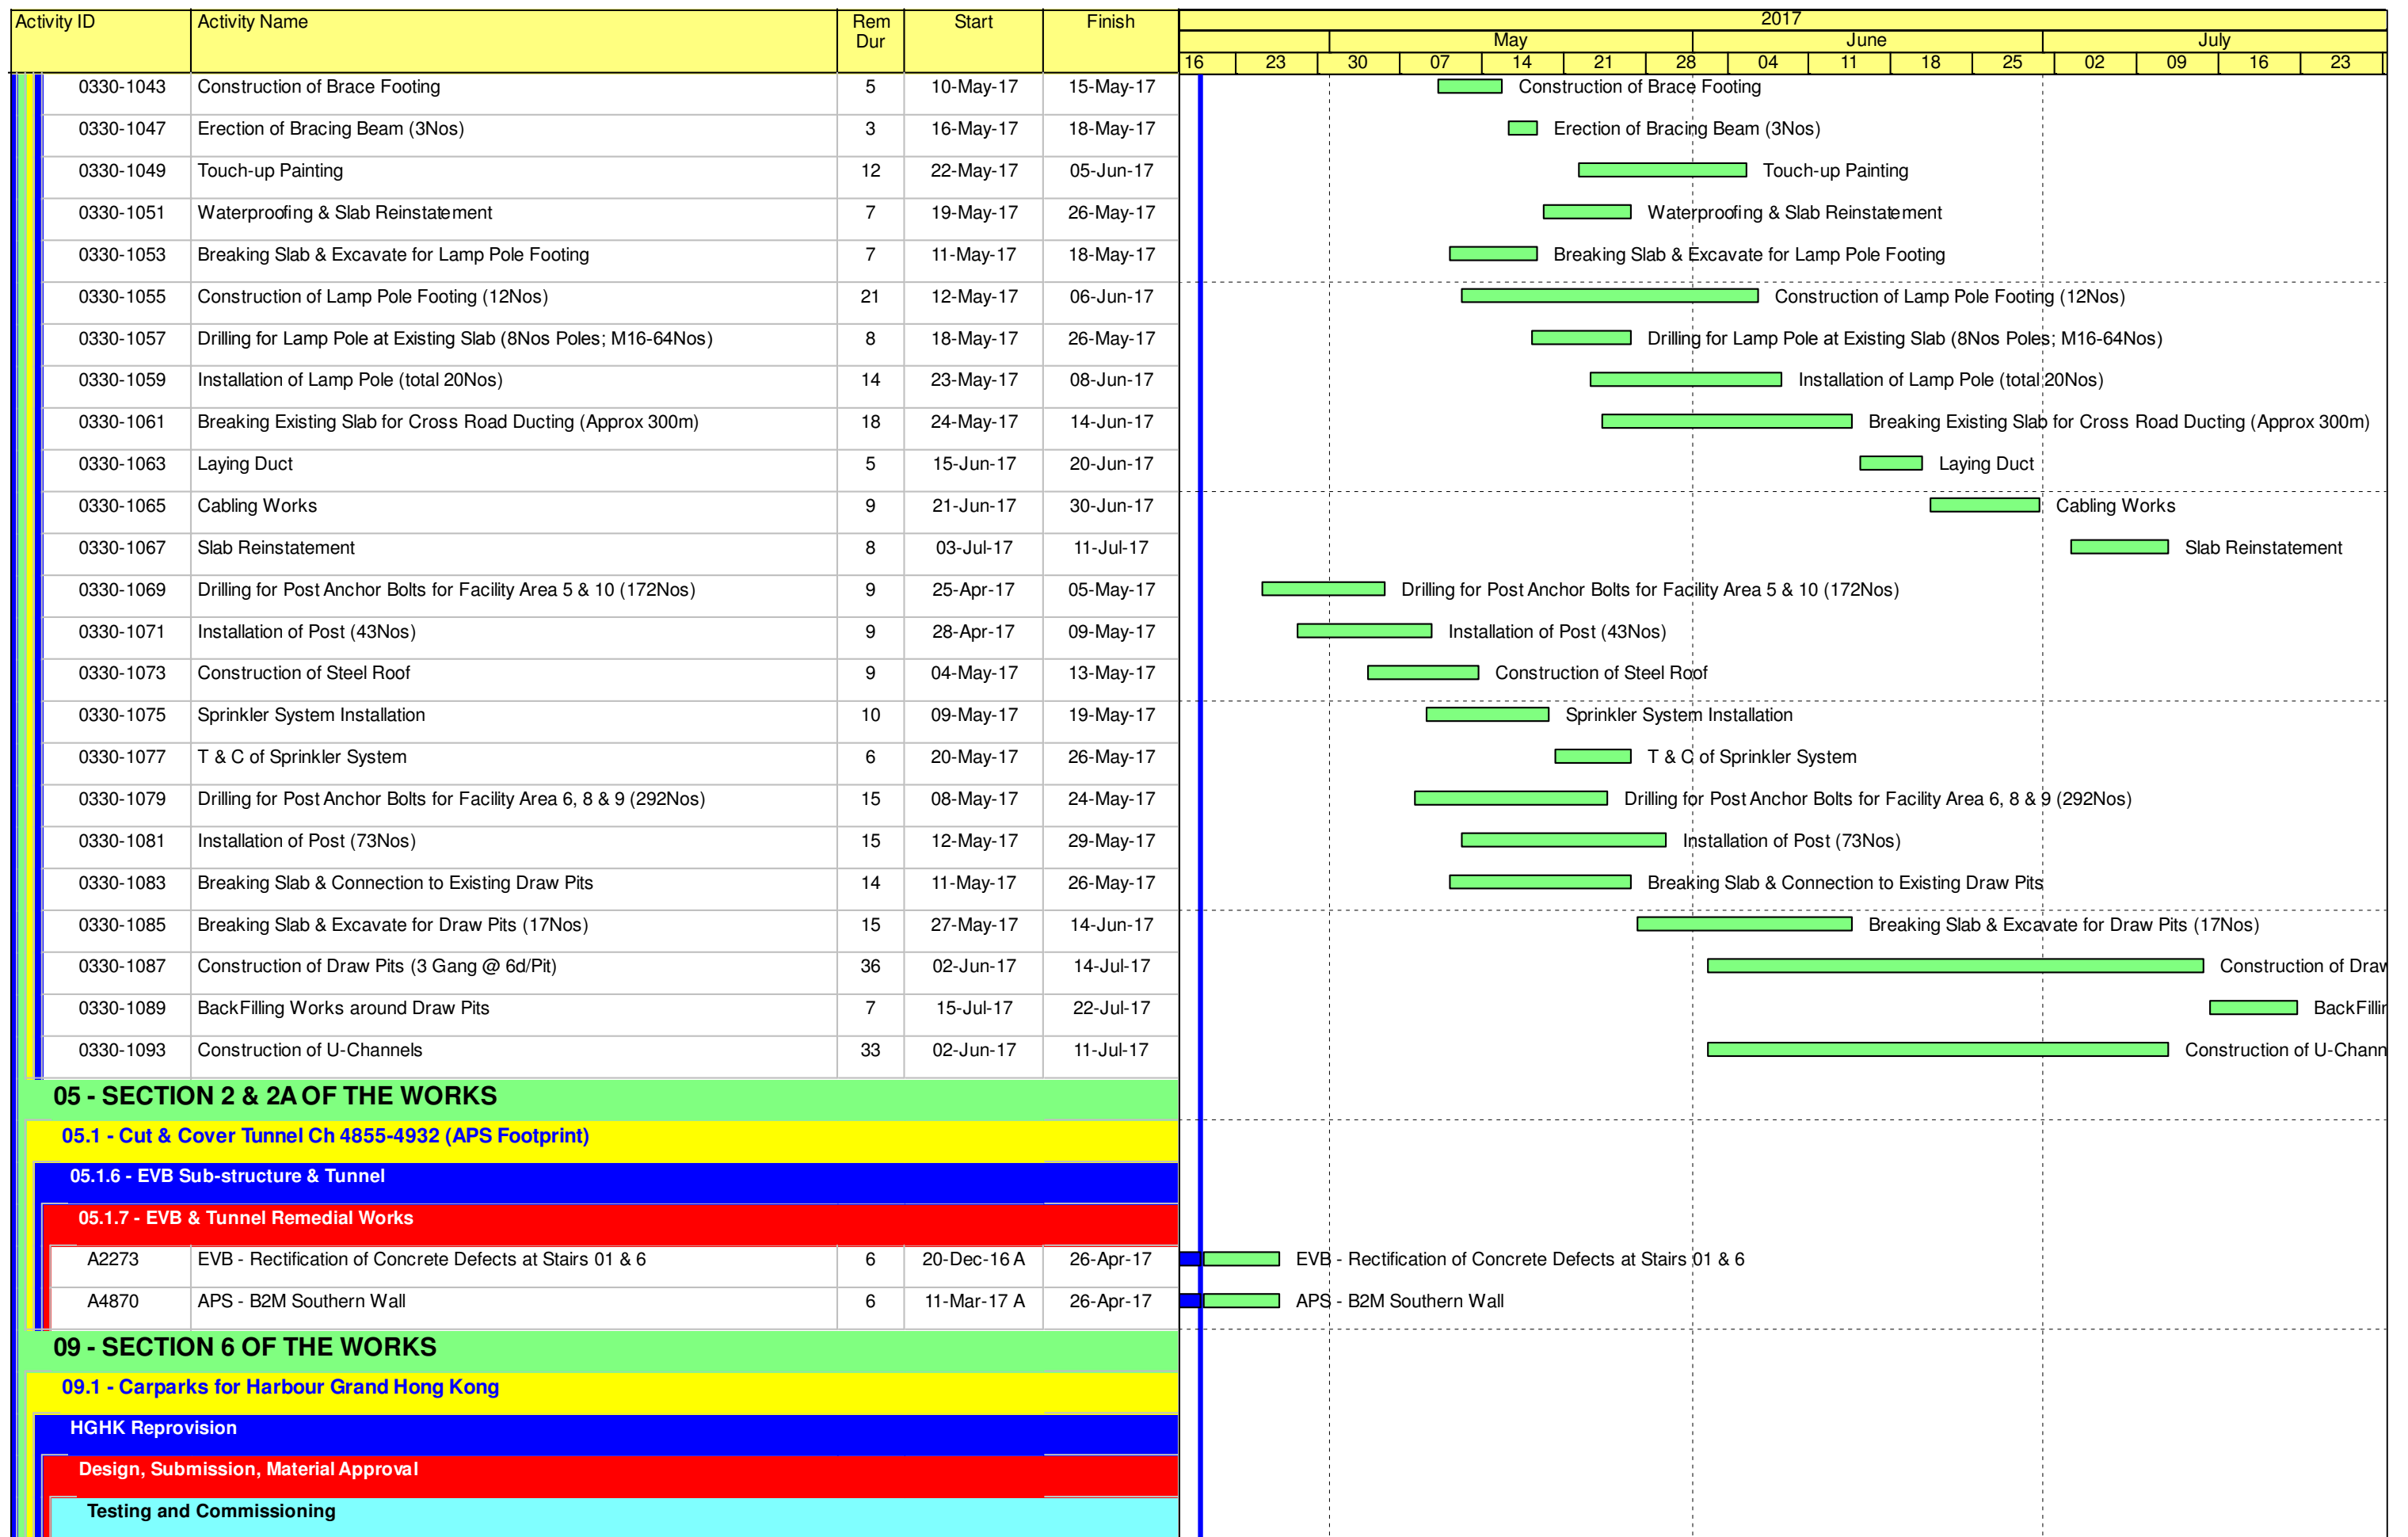 Activity ID Activity Name Rem Dur Start Finish 2017
May June July
16 23 30 07 14 21 28 04 11 18 25 02 09 16 23
0330-1043 Construction of Brace Footing 5 10-May-17 15-May-17 Construction of Brace Footing
0330-1047 Erection of Bracing Beam (3Nos) 3 16-May-17 18-May-17 Erection of Bracing Beam (3Nos)
0330-1049 Touch-up Painting 12 22-May-17 05-Jun-17 Touch-up Painting
0330-1051 Waterproofing & Slab Reinstatement 7 19-May-17 26-May-17 Waterproofing & Slab Reinstatement
0330-1053 Breaking Slab & Excavate for Lamp Pole Footing 7 11-May-17 18-May-17 Breaking Slab & Excavate for Lamp Pole Footing
0330-1055 Construction of Lamp Pole Footing (12Nos) 21 12-May-17 06-Jun-17 Construction of Lamp Pole Footing (12Nos)
0330-1057 Drilling for Lamp Pole at Existing Slab (8Nos Poles; M16-64Nos) 8 18-May-17 26-May-17 Drilling for Lamp Pole at Existing Slab (8Nos Poles; M16-64Nos)
0330-1059 Installation of Lamp Pole (total 20Nos) 14 23-May-17 08-Jun-17 Installation of Lamp Pole (total 20Nos)
0330-1061 Breaking Existing Slab for Cross Road Ducting (Approx 300m) 18 24-May-17 14-Jun-17 Breaking Existing Slab for Cross Road Ducting (Approx 300m)
0330-1063 Laying Duct 5 15-Jun-17 20-Jun-17 Laying Duct
0330-1065 Cabling Works 9 21-Jun-17 30-Jun-17 Cabling Works
0330-1067 Slab Reinstatement 8 03-Jul-17 11-Jul-17 Slab Reinstatement
0330-1069 Drilling for Post Anchor Bolts for Facility Area 5 & 10 (172Nos) 9 25-Apr-17 05-May-17 Drilling for Post Anchor Bolts for Facility Area 5 & 10 (172Nos)
0330-1071 Installation of Post (43Nos) 9 28-Apr-17 09-May-17 Installation of Post (43Nos)
0330-1073 Construction of Steel Roof 9 04-May-17 13-May-17 Construction of Steel Roof
0330-1075 Sprinkler System Installation 10 09-May-17 19-May-17 Sprinkler System Installation
0330-1077 T & C of Sprinkler System 6 20-May-17 26-May-17 T & C of Sprinkler System
0330-1079 Drilling for Post Anchor Bolts for Facility Area 6, 8 & 9 (292Nos) 15 08-May-17 24-May-17 Drilling for Post Anchor Bolts for Facility Area 6, 8 & 9 (292Nos)
0330-1081 Installation of Post (73Nos) 15 12-May-17 29-May-17 Installation of Post (73Nos)
0330-1083 Breaking Slab & Connection to Existing Draw Pits 14 11-May-17 26-May-17 Breaking Slab & Connection to Existing Draw Pits
0330-1085 Breaking Slab & Excavate for Draw Pits (17Nos) 15 27-May-17 14-Jun-17 Breaking Slab & Excavate for Draw Pits (17Nos)
0330-1087 Construction of Draw Pits (3 Gang @ 6d/Pit) 36 02-Jun-17 14-Jul-17 Construction of Draw
0330-1089 BackFilling Works around Draw Pits 7 15-Jul-17 22-Jul-17 BackFillin
0330-1093 Construction of U-Channels 33 02-Jun-17 11-Jul-17 Construction of U-Chann
05 - SECTION 2 & 2A OF THE WORKS
05.1 - Cut & Cover Tunnel Ch 4855-4932 (APS Footprint)
05.1.6 - EVB Sub-structure & Tunnel
05.1.7 - EVB & Tunnel Remedial Works
A2273 EVB - Rectification of Concrete Defects at Stairs 01 & 6 6 20-Dec-16 A 26-Apr-17 EVB - Rectification of Concrete Defects at Stairs 01 & 6
A4870 APS - B2M Southern Wall 6 11-Mar-17 A 26-Apr-17 APS - B2M Southern Wall
09 - SECTION 6 OF THE WORKS
09.1 - Carparks for Harbour Grand Hong Kong
HGHK Reprovision
Design, Submission, Material Approval
Testing and Commissioning